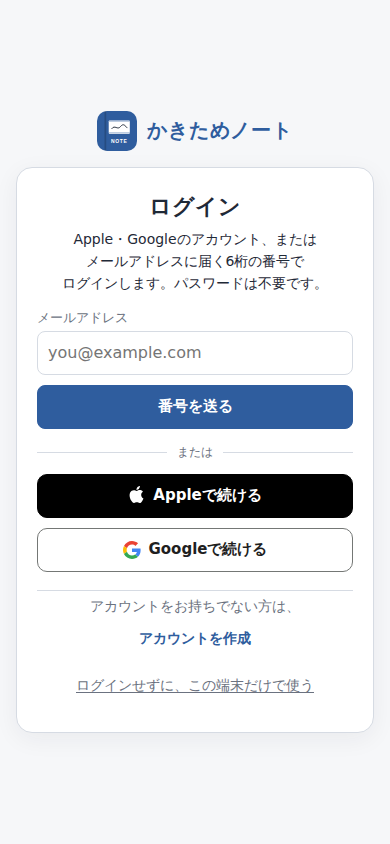 NOTE
かきためノート
ログイン
Apple・Googleのアカウント、または
メールアドレスに届く6桁の番号で
ログインします。パスワードは不要です。
メールアドレス
you@example.com
番号を送る
または
Appleで続ける
Googleで続ける
アカウントをお持ちでない方は、
アカウントを作成
ログインせずに、この端末だけで使う